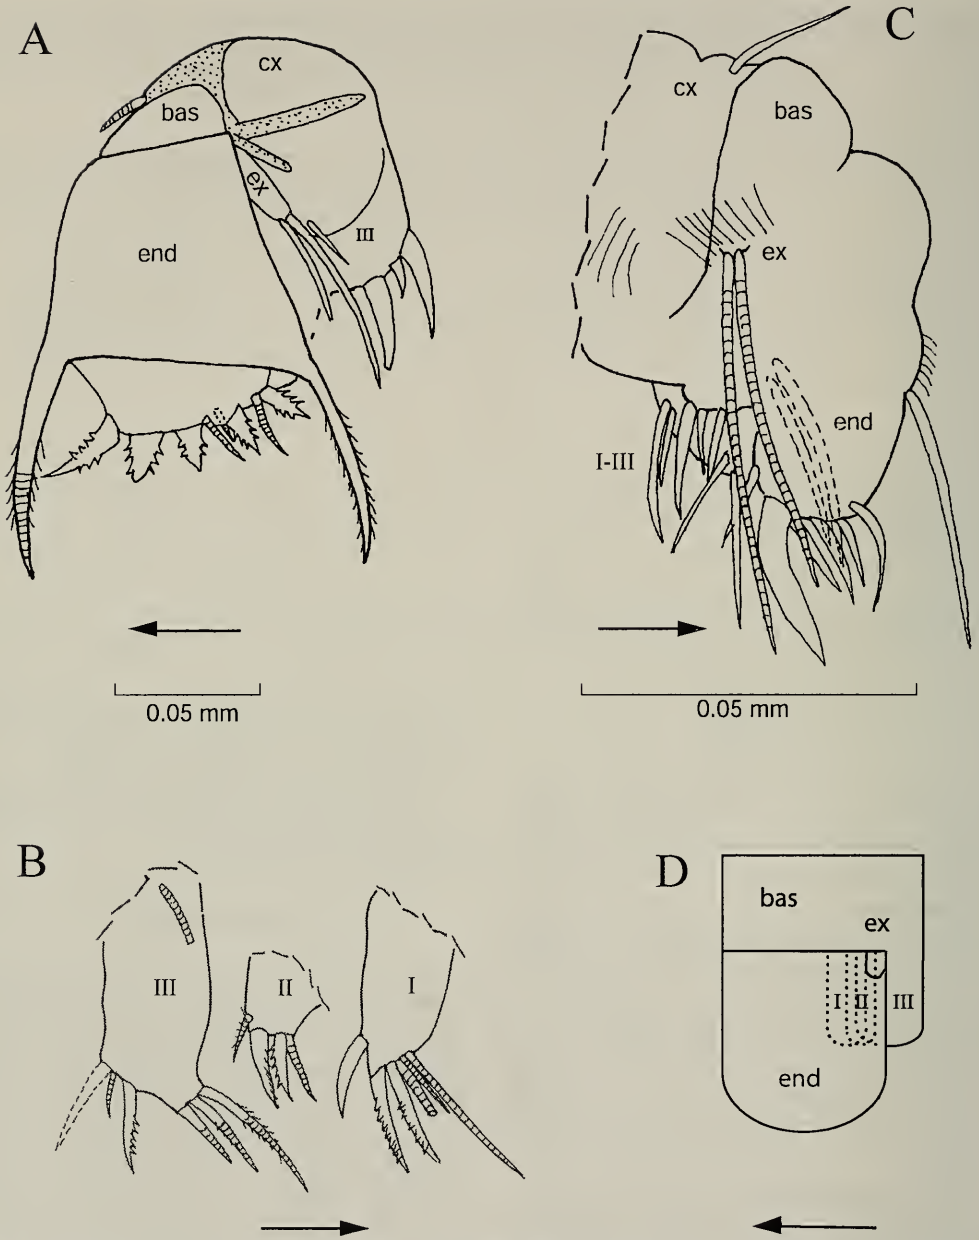 A
cx
bas
ex
end
III
0.05 mm
C
cx
bas
ex
end
I-III
0.05 mm
B
III
II
I
D
bas
ex
I
II
III
end